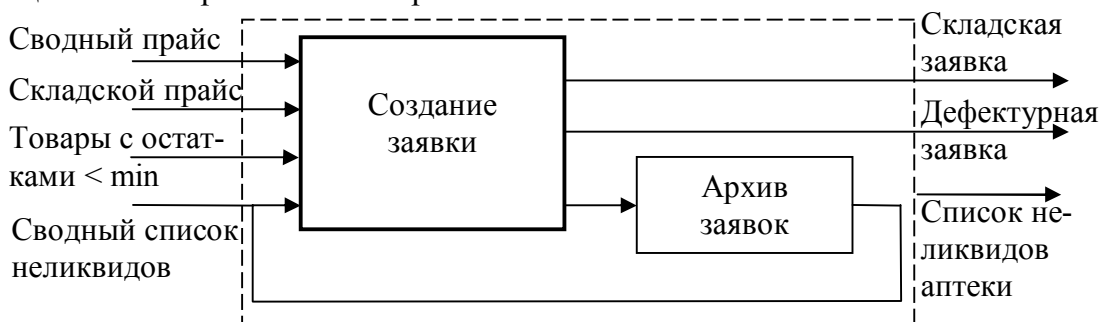 Сводный прайс
Складской прайс
Товары с остат-
ками < min
Сводный список
неликвидов
Создание
заявки
Архив
заявок
Складская
заявка
Дефектурная
заявка
Список не-
ликвидов
аптеки